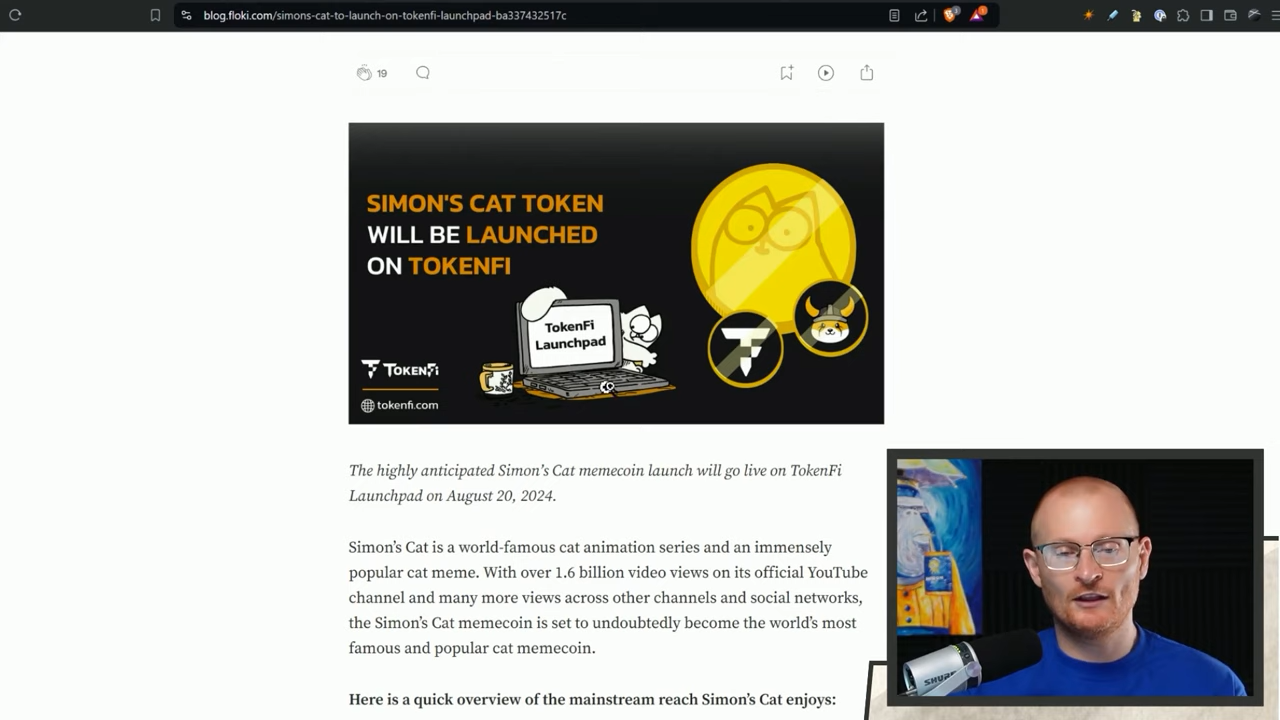 blog.floki.com/simons-cat-to-launch-on-tokenfi-launchpad-ba337432517c
19
SIMON'S CAT TOKEN
WILL BE LAUNCHED
ON TOKENFI
TokenFi
Launchpad
TOKENFi
tokenfi.com
The highly anticipated Simon’s Cat memecoin launch will go live on TokenFi
Launchpad on August 20, 2024.
Simon’s Cat is a world-famous cat animation series and an immensely
popular cat meme. With over 1.6 billion video views on its official YouTube
channel and many more views across other channels and social networks,
the Simon’s Cat memecoin is set to undoubtedly become the world’s most
famous and popular cat memecoin.
Here is a quick overview of the mainstream reach Simon’s Cat enjoys:
SHURE